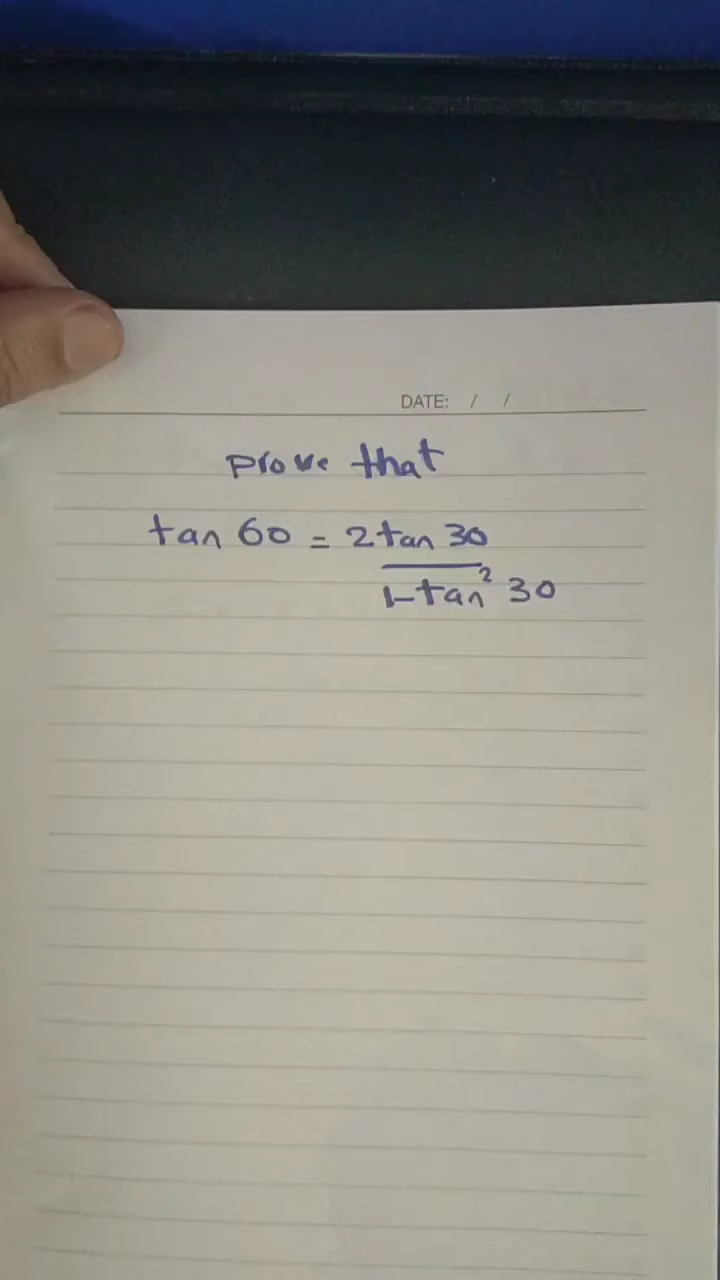 DATE: / /
prove that
tan 60 = 2tan 30
1-tan² 30